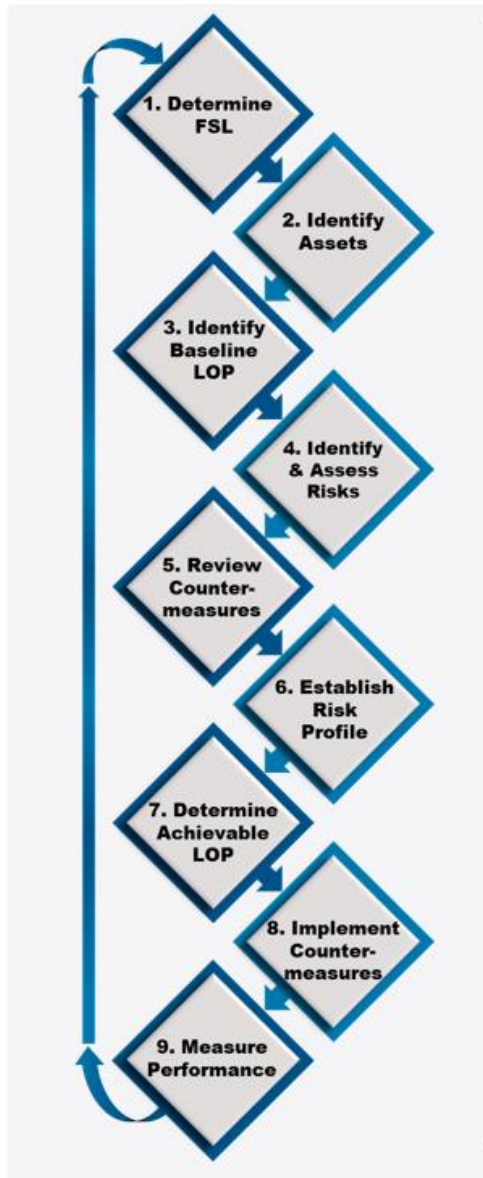 1. Determine
FSL
2. Identify
Assets
3. Identify
Baseline
LOP
4. Identify
& Assess
Risks
5. Review
Counter-
measures
6. Establish
Risk
Profile
7. Determine
Achievable
LOP
8. Implement
Counter-
measures
9. Measure
Performance